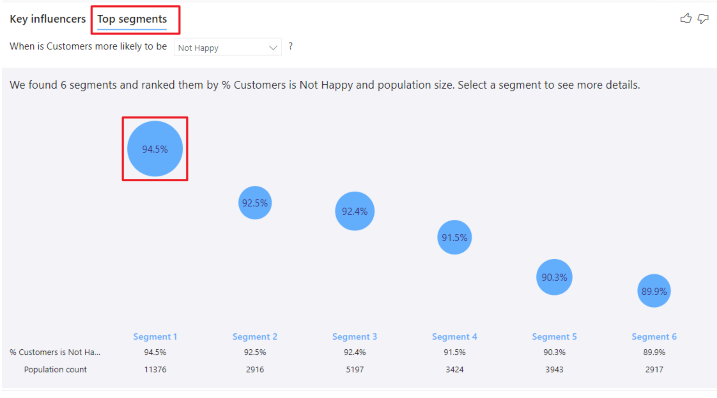 Key influencers Top segments
When is Customers more likely to be Not Happy ?
We found 6 segments and ranked them by % Customers is Not Happy and population size. Select a segment to see more details.
94.5%
92.5%
92.4%
91.5%
90.3%
89.9%
Segment 1 Segment 2 Segment 3 Segment 4 Segment 5 Segment 6
% Customers is Not Ha... 94.5% 92.5% 92.4% 91.5% 90.3% 89.9%
Population count 11376 2916 5197 3424 3943 2917